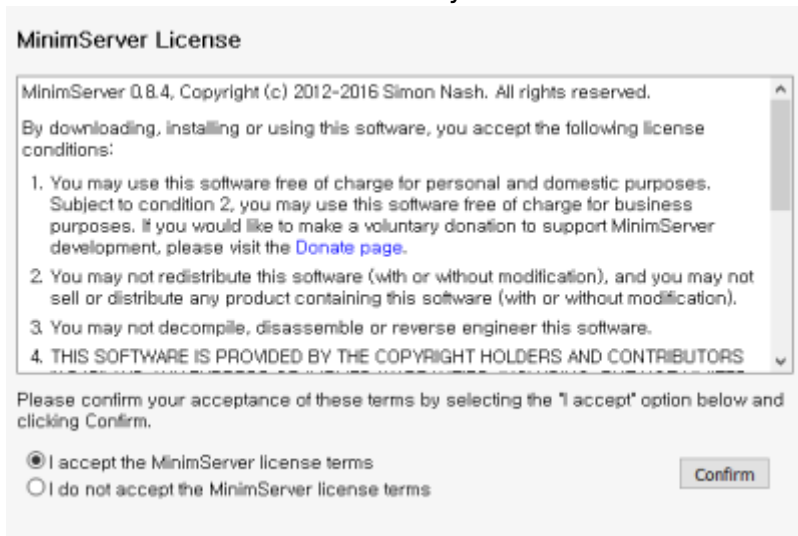 MinimServer License
MinimServer 0.8.4, Copyright (c) 2012-2016 Simon Nash. All rights reserved.
By downloading, installing or using this software, you accept the following license
conditions:
1. You may use this software free of charge for personal and domestic purposes.
Subject to condition 2, you may use this software free of charge for business
purposes. If you would like to make a voluntary donation to support MinimServer
development, please visit the Donate page.
2. You may not redistribute this software (with or without modification), and you may not
sell or distribute any product containing this software (with or without modification).
3. You may not decompile, disassemble or reverse engineer this software.
4. THIS SOFTWARE IS PROVIDED BY THE COPYRIGHT HOLDERS AND CONTRIBUTORS
Please confirm your acceptance of these terms by selecting the "I accept" option below and
clicking Confirm.
I accept the MinimServer license terms
Confirm
I do not accept the MinimServer license terms